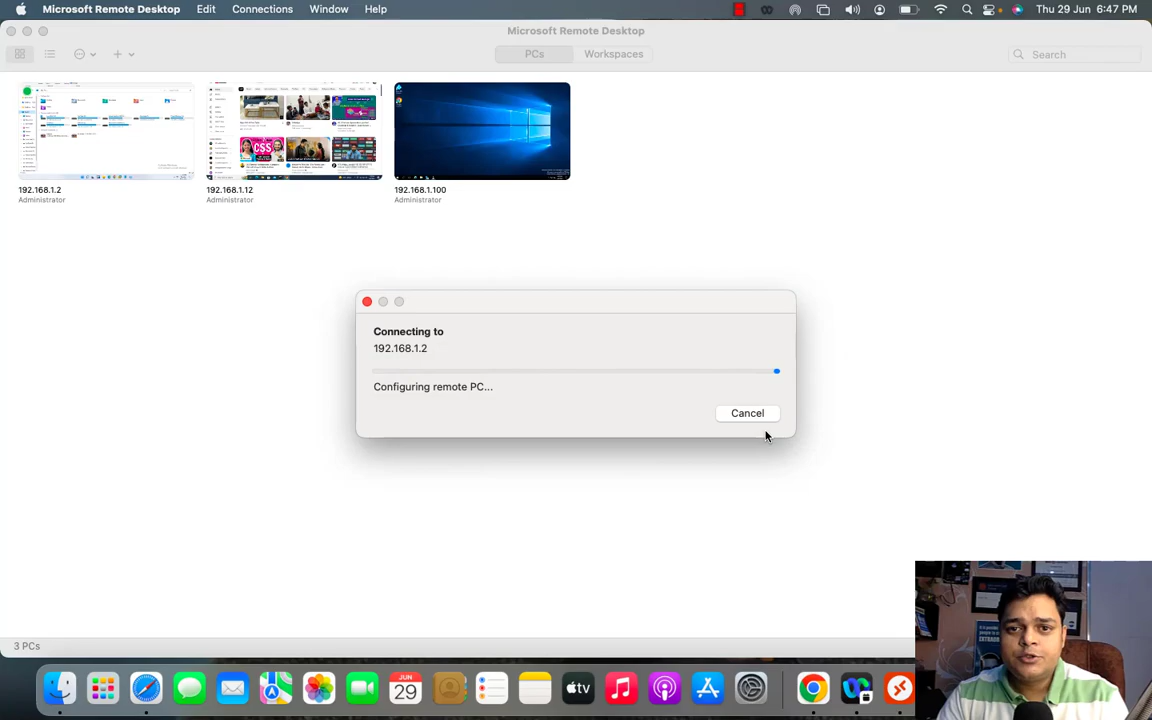 Microsoft Remote Desktop Edit Connections Window Help Thu 29 Jun 6:47 PM
Microsoft Remote Desktop
PCs Workspaces Search
CSS
192.168.1.2 192.168.1.12 192.168.1.100
Administrator Administrator Administrator
Connecting to
192.168.1.2
Configuring remote PC...
Cancel
3 PCs
JUN
29
tv